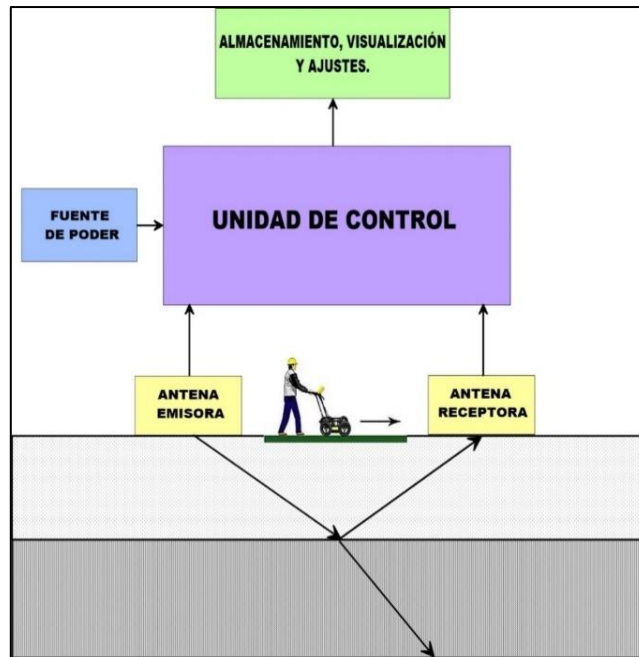 ALMACENAMIENTO, VISUALIZACIÓN
Y AJUSTES.
UNIDAD DE CONTROL
FUENTE
DE PODER
ANTENA
EMISORA
ANTENA
RECEPTORA